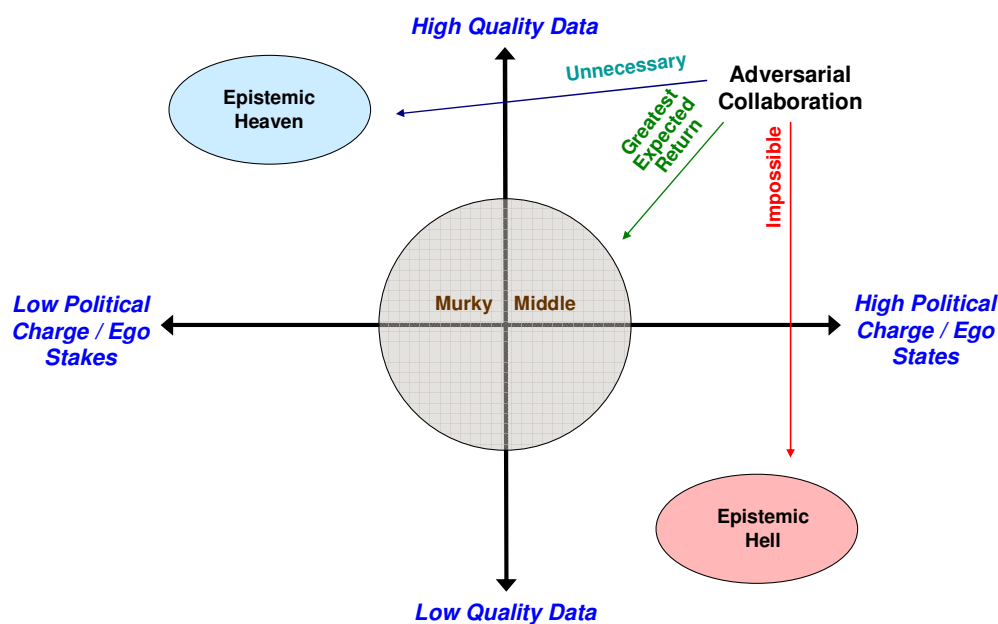 High Quality Data
Unnecessary
Adversarial
Collaboration
Epistemic
Heaven
Greatest
Expected
Return
Impossible
Low Political
Charge / Ego
Stakes
Murky Middle
High Political
Charge / Ego
States
Epistemic
Hell
Low Quality Data